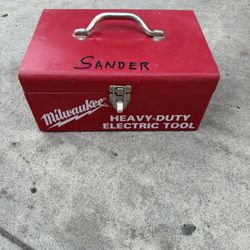 SANDER
Milwaukee
HEAVY-DUTY
ELECTRIC TOOL